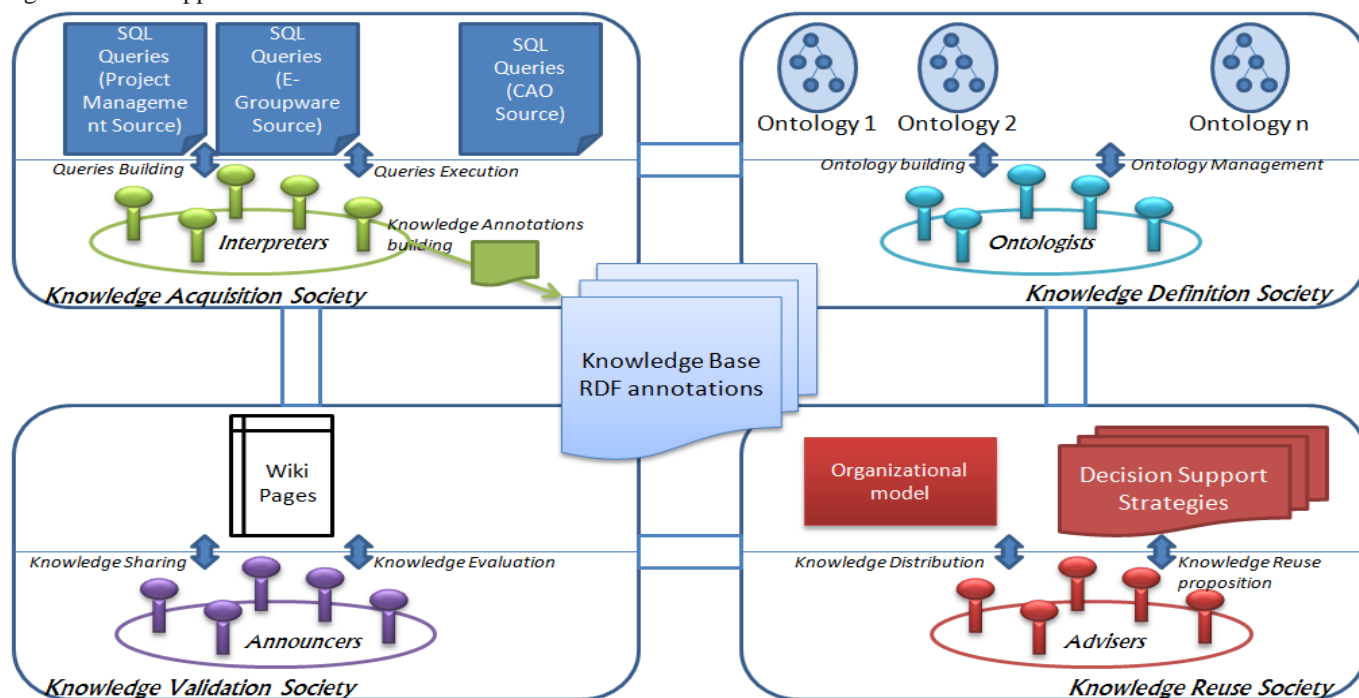 SQL
Queries
(Project
Manageme
nt Source)
SQL
Queries
(E-
Groupware
Source)
SQL
Queries
(CAO
Source)
Queries Building
Queries Execution
Interpreters
Knowledge Annotations
building
Knowledge Acquisition Society
Ontology 1
Ontology 2
Ontology n
Ontology building
Ontology Management
Ontologists
Knowledge Definition Society
Knowledge Base
RDF annotations
Wiki
Pages
Knowledge Sharing
Knowledge Evaluation
Announcers
Knowledge Validation Society
Organizational
model
Decision Support
Strategies
Knowledge Distribution
Knowledge Reuse
proposition
Advisers
Knowledge Reuse Society